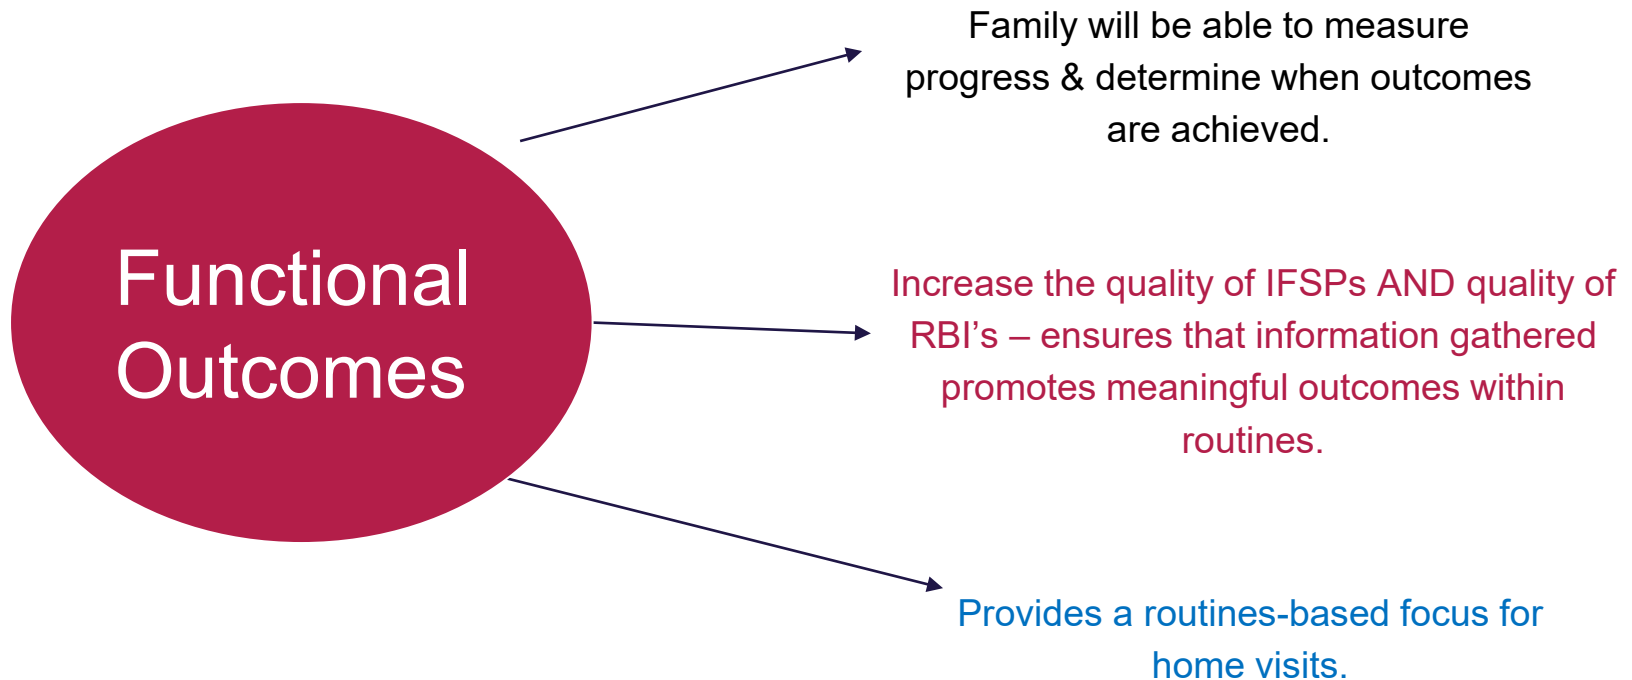 Functional
Outcomes
Family will be able to measure
progress & determine when outcomes
are achieved.
Increase the quality of IFSPs AND quality of
RBI’s – ensures that information gathered
promotes meaningful outcomes within
routines.
Provides a routines-based focus for
home visits.